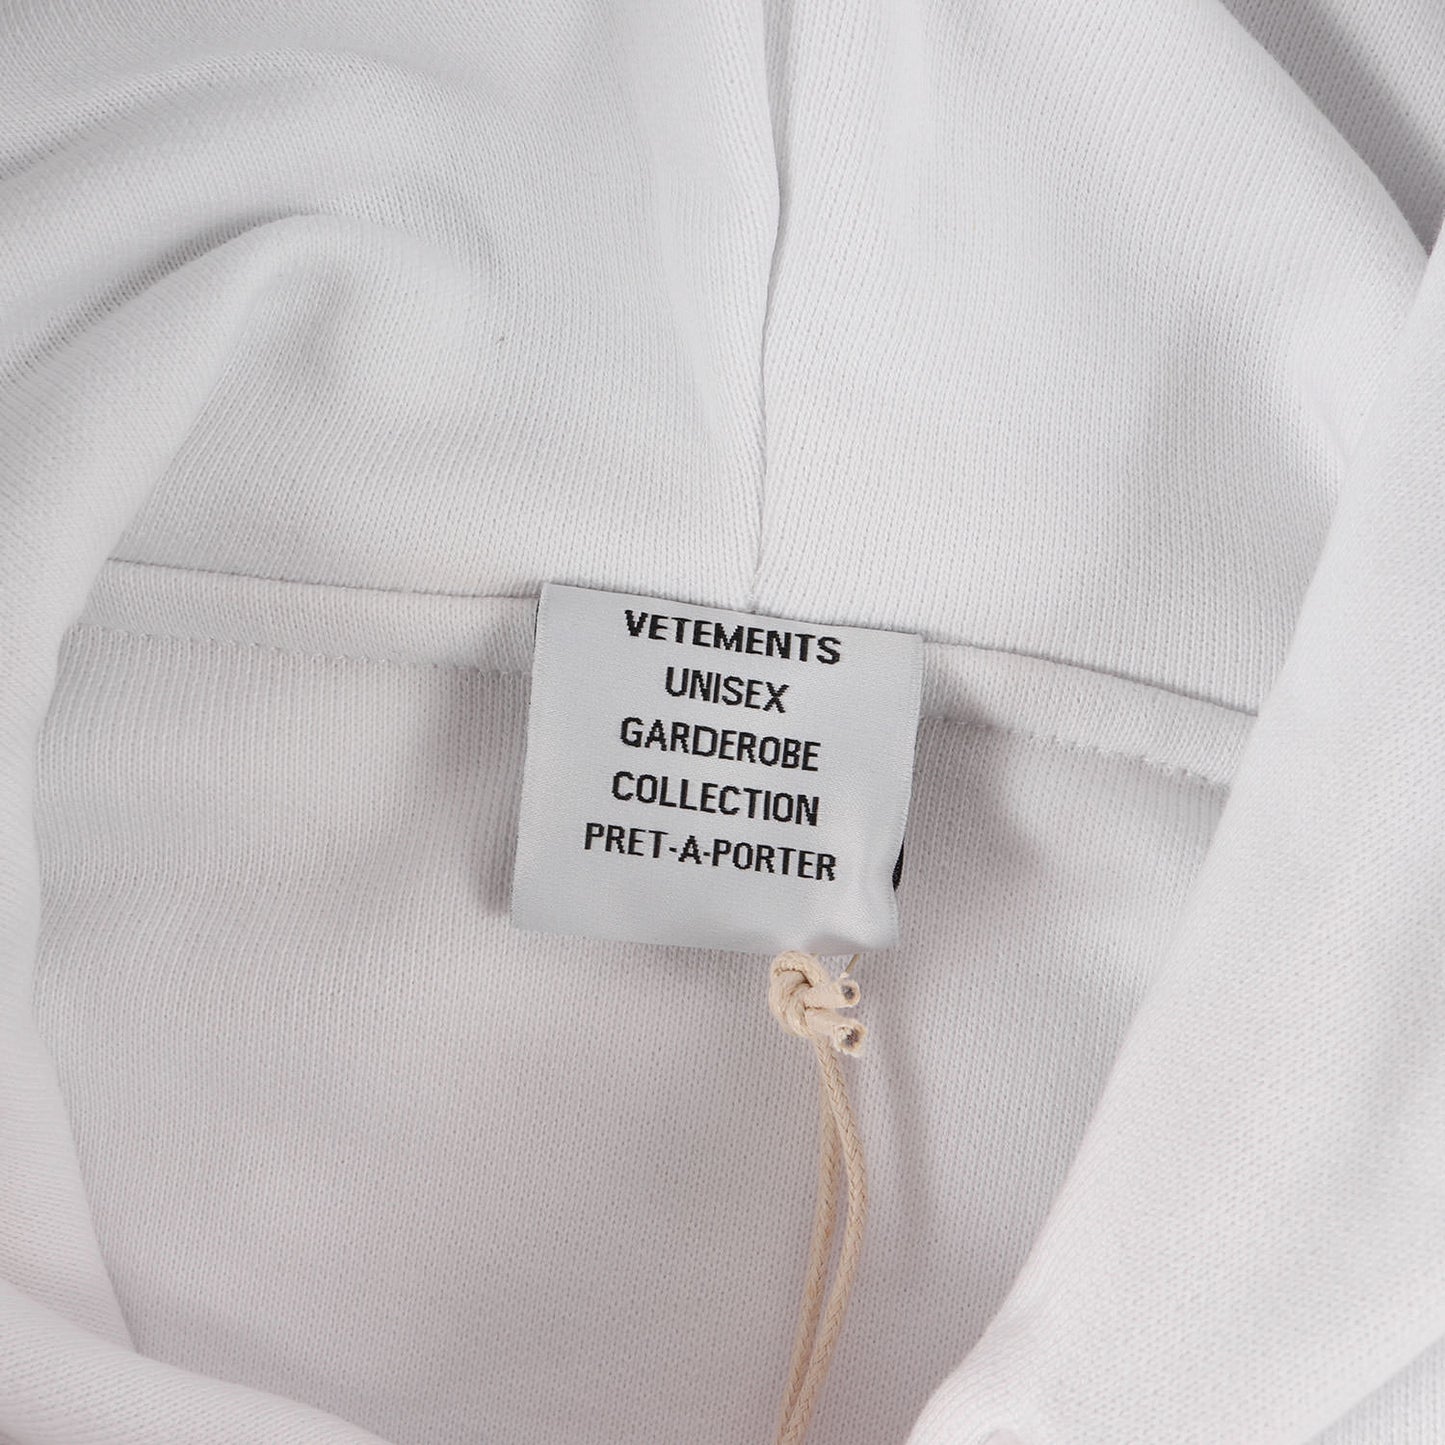 VETEMENTS
UNISEX
GARDEROBE
COLLECTION
PRET-A-PORTER